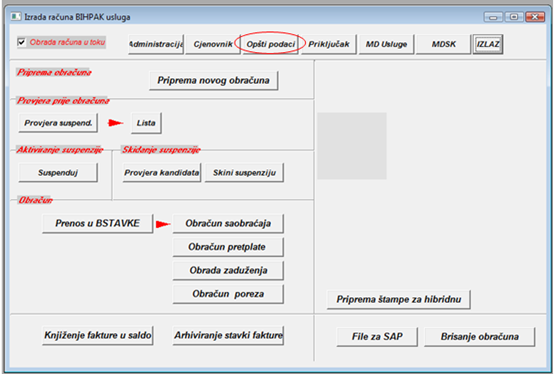 Izrada računa BIHPAK usluga
Obrada računa u toku
Administracija Cjenovnik Opšti podaci Priključak MD Usluge MDSK IZLAZ
Priprema obračuna
Priprema novog obračuna
Provjera prije obračuna
Provjera suspend. Lista
Aktiviranje suspenzije Skidanje suspenzije
Suspenduj Provjera kandidata Skini suspenziju
Obračun
Prenos u BSTAVKE Obračun saobraćaja
Obračun pretplate
Obrada zaduženja
Obračun poreza
Priprema štampe za hibridnu
Knjiženje fakture u saldo Arhiviranje stavki fakture File za SAP Brisanje obračuna